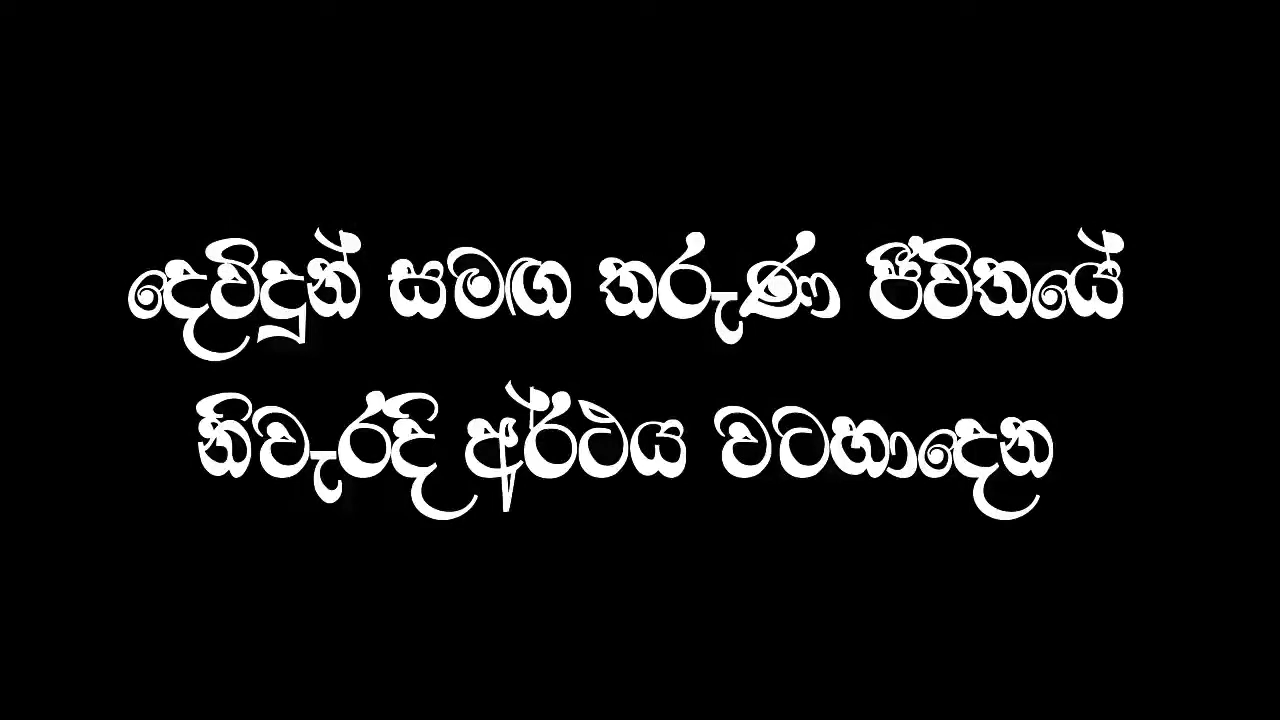 දෙවිඳුන් සමඟ තරුණ ජීවිතයේ
නිවැරදි අර්ථය වටහාදෙන